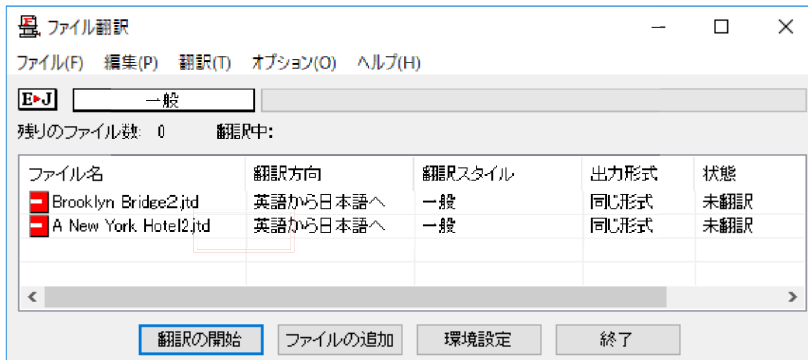 ファイル翻訳
ファイル(F) 編集(P) 翻訳(T) オプション(O) ヘルプ(H)
E▸J 一般
残りのファイル数: 0 翻訳中:
ファイル名 翻訳方向 翻訳スタイル 出力形式 状態
Brooklyn Bridge2.jtd 英語から日本語へ 一般 同じ形式 未翻訳
A New York Hotel2.jtd 英語から日本語へ 一般 同じ形式 未翻訳
翻訳の開始 ファイルの追加 環境設定 終了